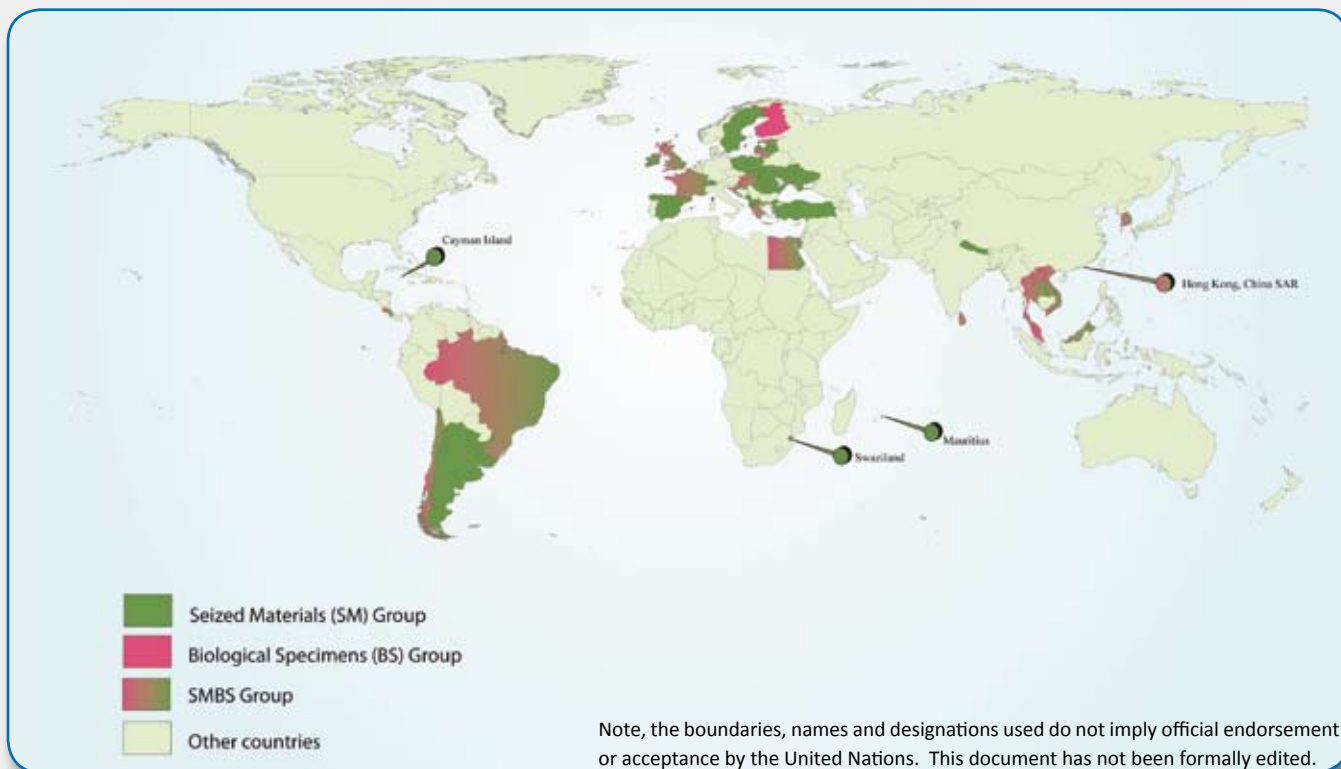 Cayman Island
Hong Kong, China SAR
Mauritius
Swaziland
Seized Materials (SM) Group
Biological Specimens (BS) Group
SMBS Group
Other countries
Note, the boundaries, names and designations used do not imply official endorsement
or acceptance by the United Nations.  This document has not been formally edited.